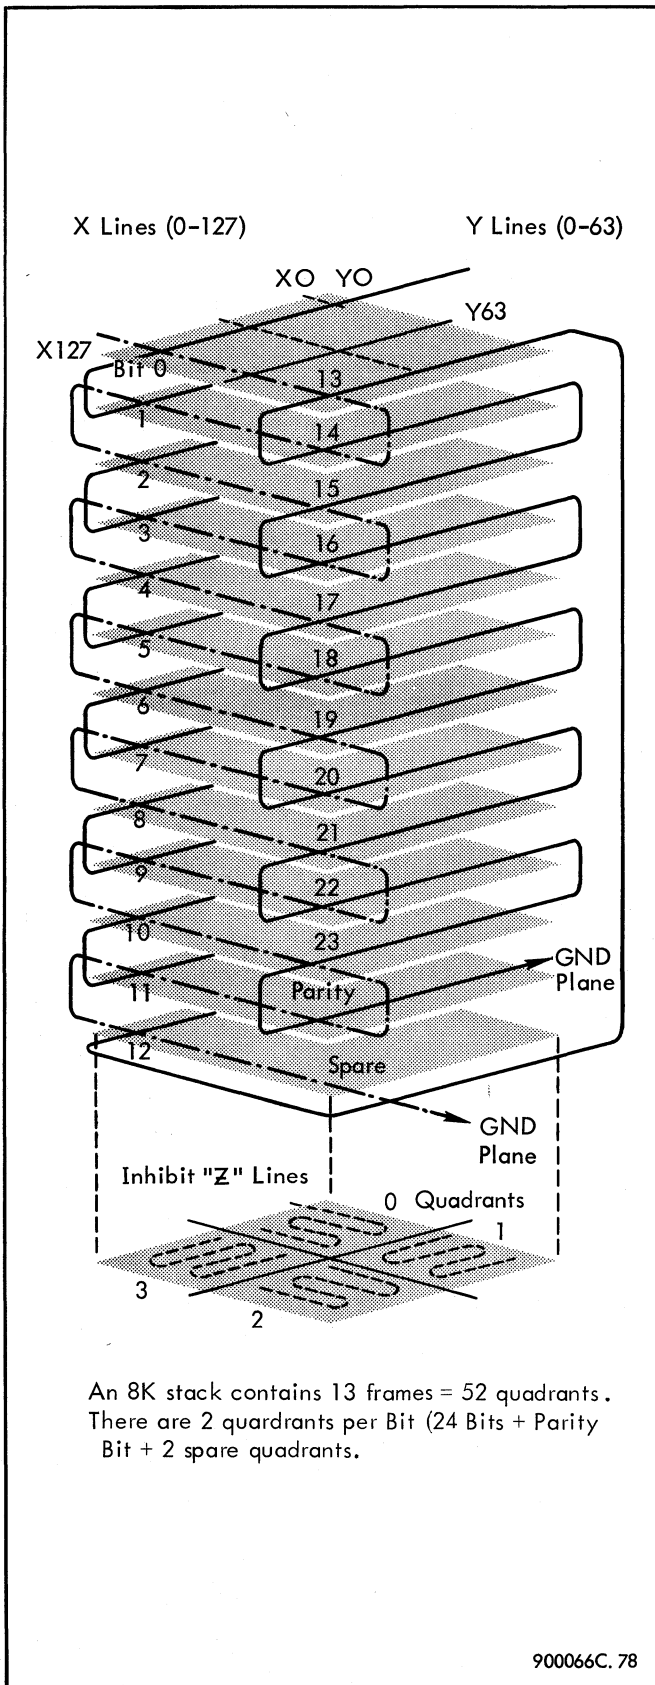 X Lines (0-127) Y Lines (0-63)
XO YO
Y63
X127
Bit 0
13
1
14
2
15
3
16
4
17
5
18
6
19
7
20
8
21
9
22
10
23
GND
Plane
11
Parity
12
Spare
GND
Plane
Inhibit "Z" Lines
0 Quadrants
1
3
2
An 8K stack contains 13 frames = 52 quadrants.
There are 2 quardrants per Bit (24 Bits + Parity
Bit + 2 spare quadrants.
900066C. 78